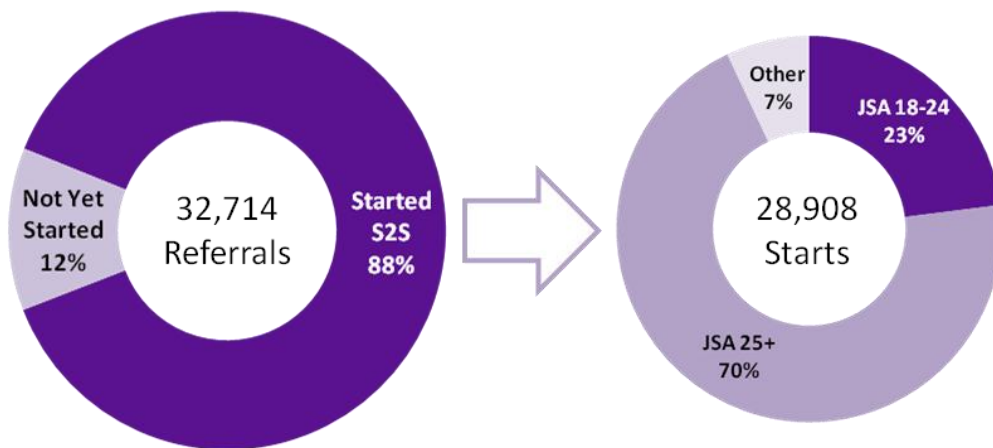 Not Yet
Started
12%
32,714
Referrals
Started
S2S
88%
Other
7%
JSA 18-24
23%
28,908
Starts
JSA 25+
70%